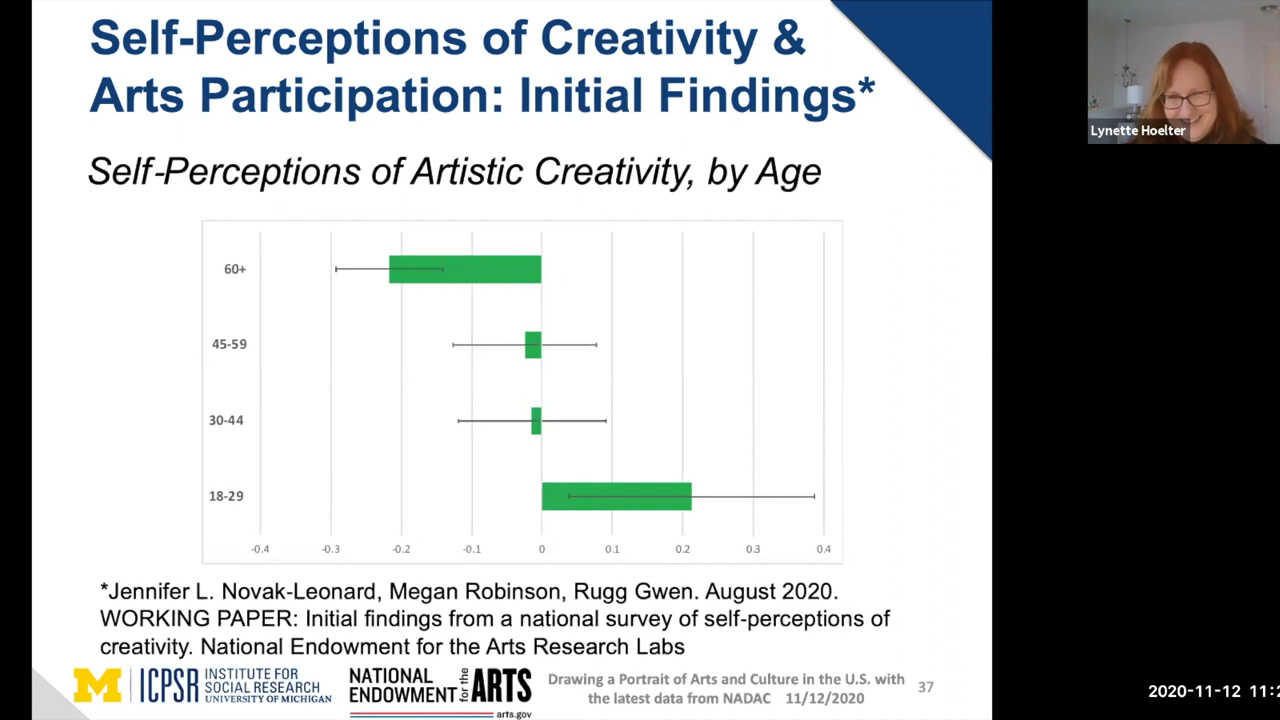 Self-Perceptions of Creativity &
Arts Participation: Initial Findings*
Self-Perceptions of Artistic Creativity, by Age
60+
45-59
30-44
18-29
-0.4 -0.3 -0.2 -0.1 0 0.1 0.2 0.3 0.4
*Jennifer L. Novak-Leonard, Megan Robinson, Rugg Gwen. August 2020.
WORKING PAPER: Initial findings from a national survey of self-perceptions of
creativity. National Endowment for the Arts Research Labs
M ICPSR INSTITUTE FOR
SOCIAL RESEARCH
UNIVERSITY OF MICHIGAN
NATIONAL
ENDOWMENT for the ARTS
arts.gov
Drawing a Portrait of Arts and Culture in the U.S. with
the latest data from NADAC 11/12/2020
37
Lynette Hoelter
2020-11-12 11:2